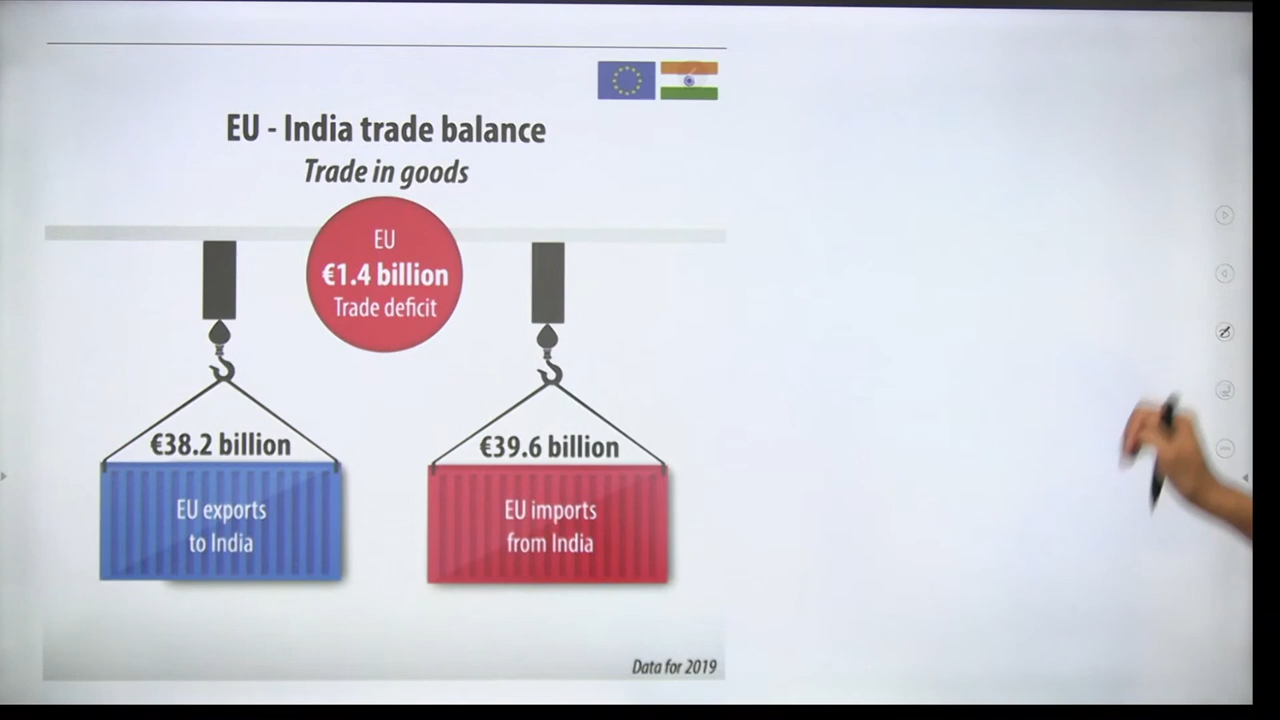 EU - India trade balance
Trade in goods
EU
€1.4 billion
Trade deficit
€38.2 billion
€39.6 billion
EU exports
to India
EU imports
from India
Data for 2019